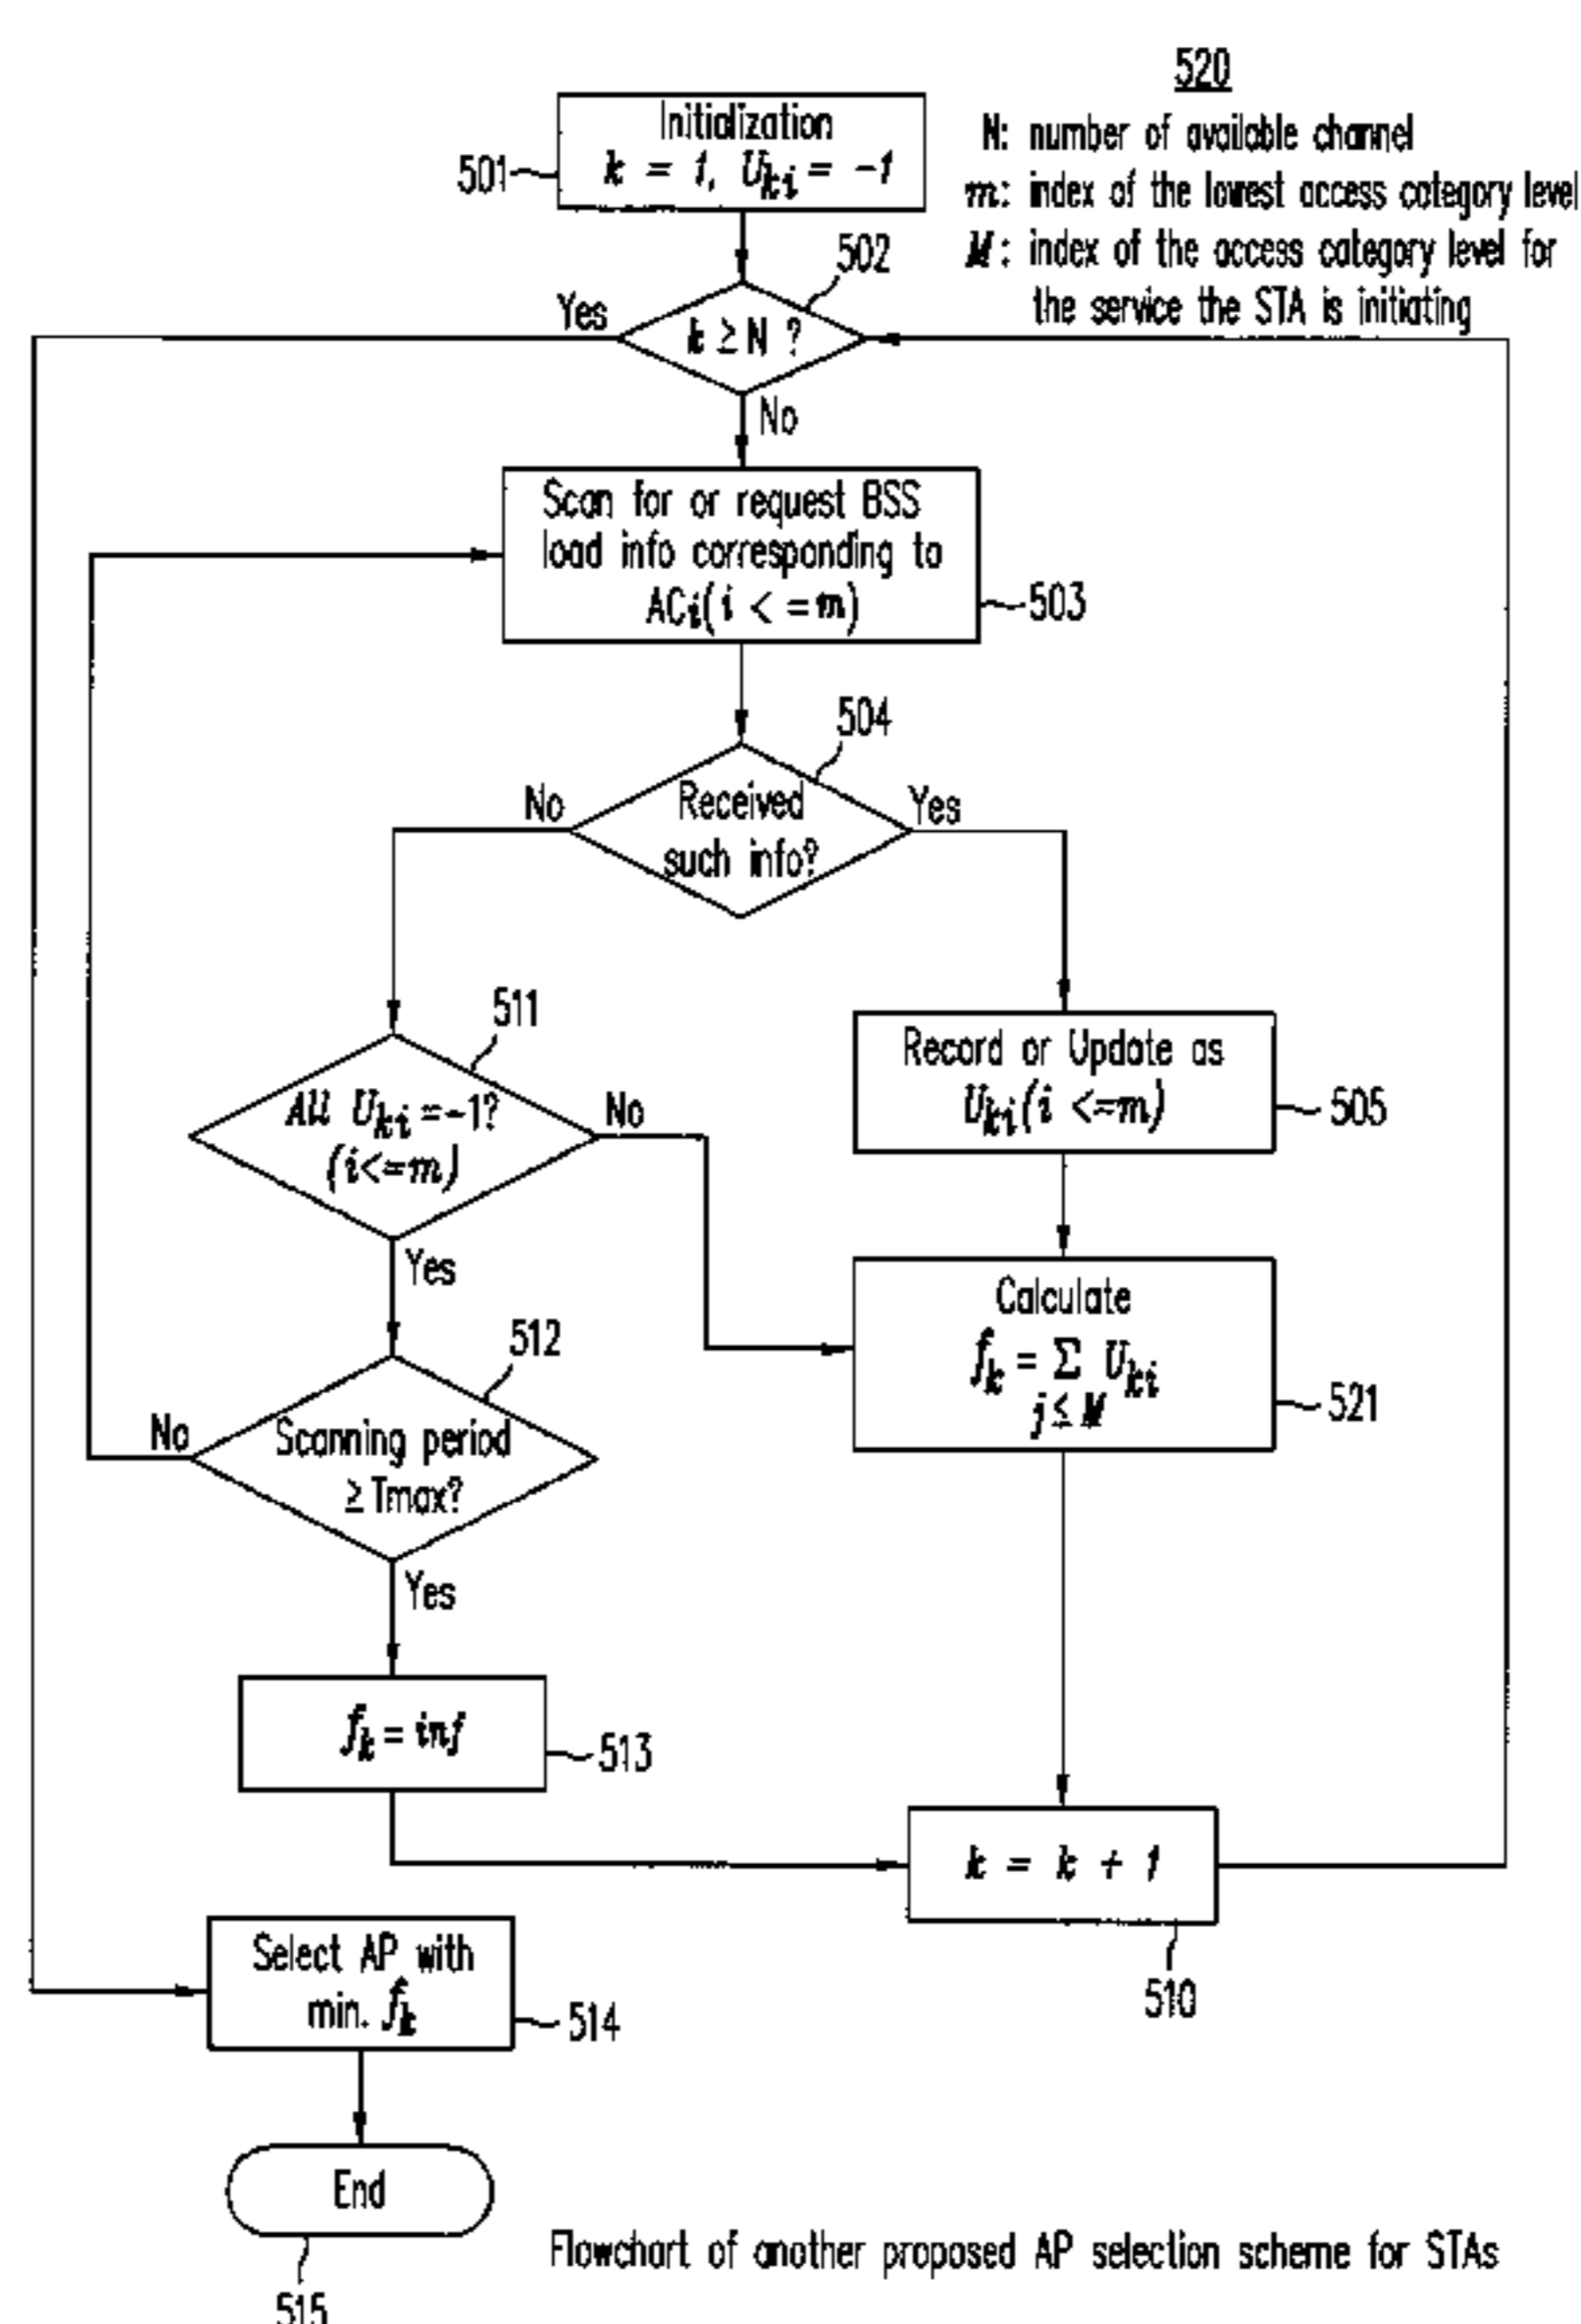 520
N: number of available channel
m: index of the lowest access category level
M: index of the access category level for
the service the STA is initiating
Initialization
k = 1, Uki = -1
501
502
k ≥ N ?
Yes
No
Scan for or request BSS
load info corresponding to
ACi(i < =m)
503
504
Received
such info?
No
Yes
511
All Uki =-1?
(i<=m)
No
Yes
Record or Update as
Uki(i <=m)
505
Calculate
fk = Σ Uki
j≤ M
521
512
Scanning period
≥Tmax?
No
Yes
fk = inf
513
k = k + 1
510
Select AP with
min. fk
514
End
515
Flowchart of another proposed AP selection scheme for STAs